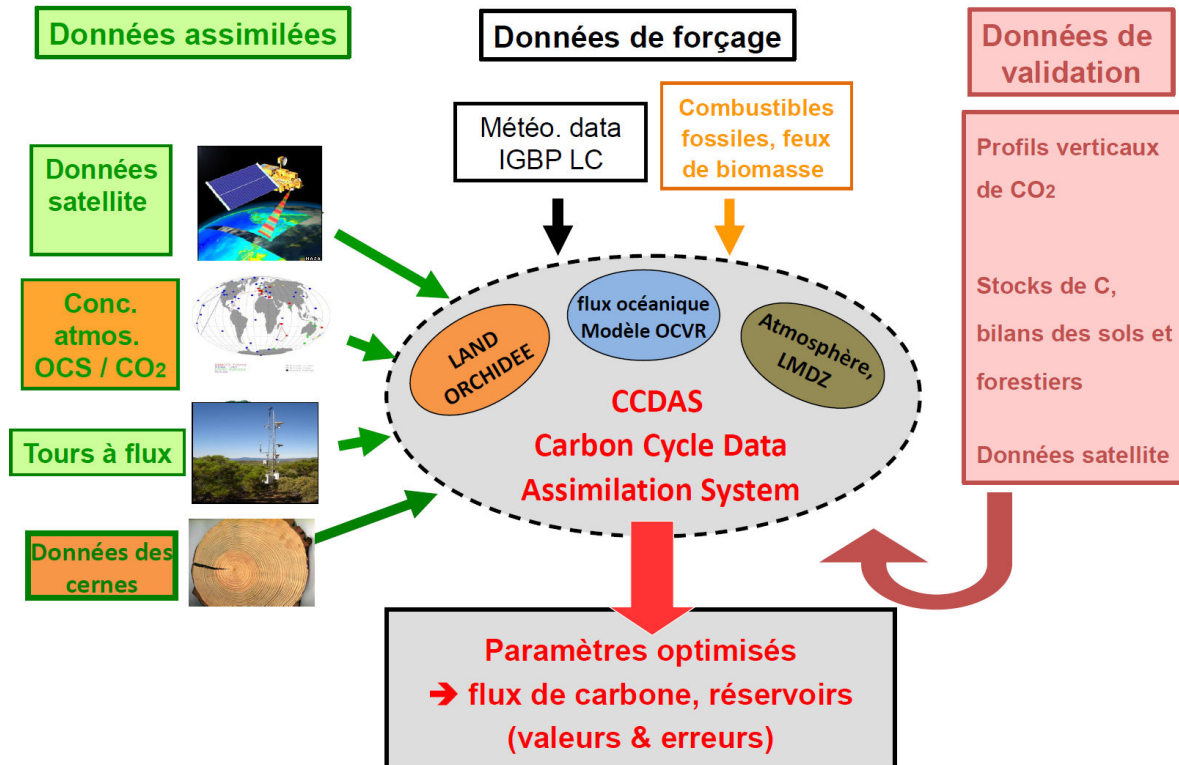 Données assimilées
Données de forçage
Données de
validation
Météo. data
IGBP LC
Combustibles
fossiles, feux
de biomasse
Profils verticaux
de CO2
Stocks de C,
bilans des sols et
forestiers
Données satellite
Données
satellite
Conc.
atmos.
OCS / CO2
Tours à flux
Données des
cernes
LAND
ORCHIDEE
flux océanique
Modèle OCVR
Atmosphère,
LMDZ
CCDAS
Carbon Cycle Data
Assimilation System
Paramètres optimisés
➔ flux de carbone, réservoirs
(valeurs & erreurs)